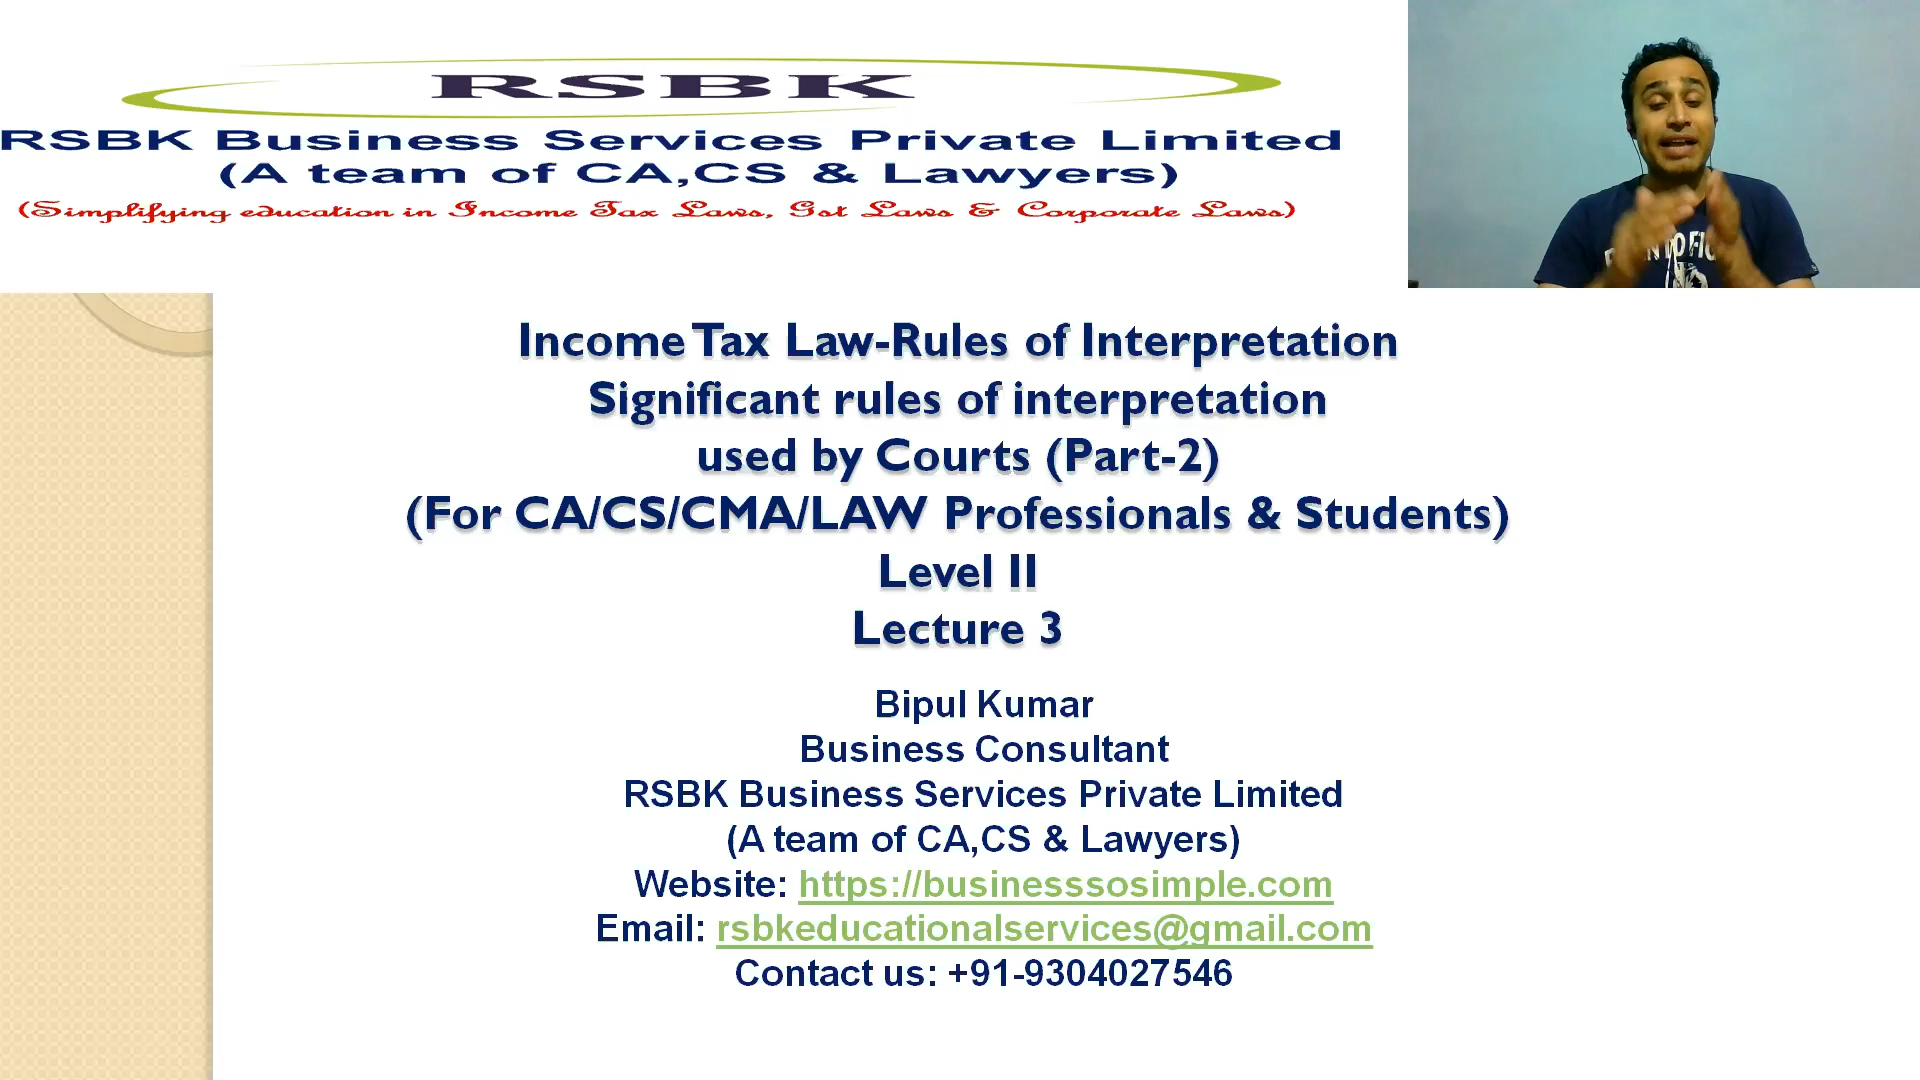 RSBK
RSBK Business Services Private Limited
(A team of CA,CS & Lawyers)
(Simplifying education in Income Tax Laws, Gst Laws & Corporate Laws)
Income Tax Law-Rules of Interpretation
Significant rules of interpretation
used by Courts (Part-2)
(For CA/CS/CMA/LAW Professionals & Students)
Level II
Lecture 3
Bipul Kumar
Business Consultant
RSBK Business Services Private Limited
(A team of CA,CS & Lawyers)
Website: https://businesssosimple.com
Email: rsbkeducationalservices@gmail.com
Contact us: +91-9304027546